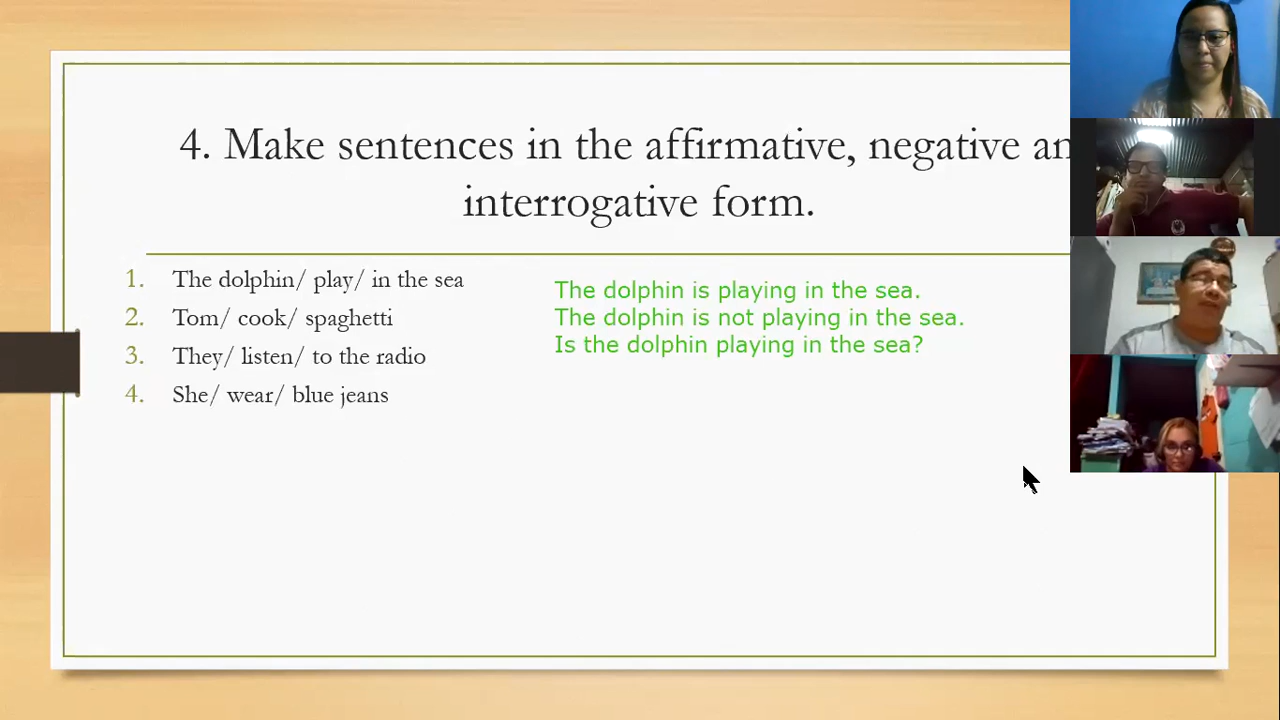 4. Make sentences in the affirmative, negative an
interrogative form.
1. The dolphin/ play/ in the sea
2. Tom/ cook/ spaghetti
3. They/ listen/ to the radio
4. She/ wear/ blue jeans
The dolphin is playing in the sea.
The dolphin is not playing in the sea.
Is the dolphin playing in the sea?